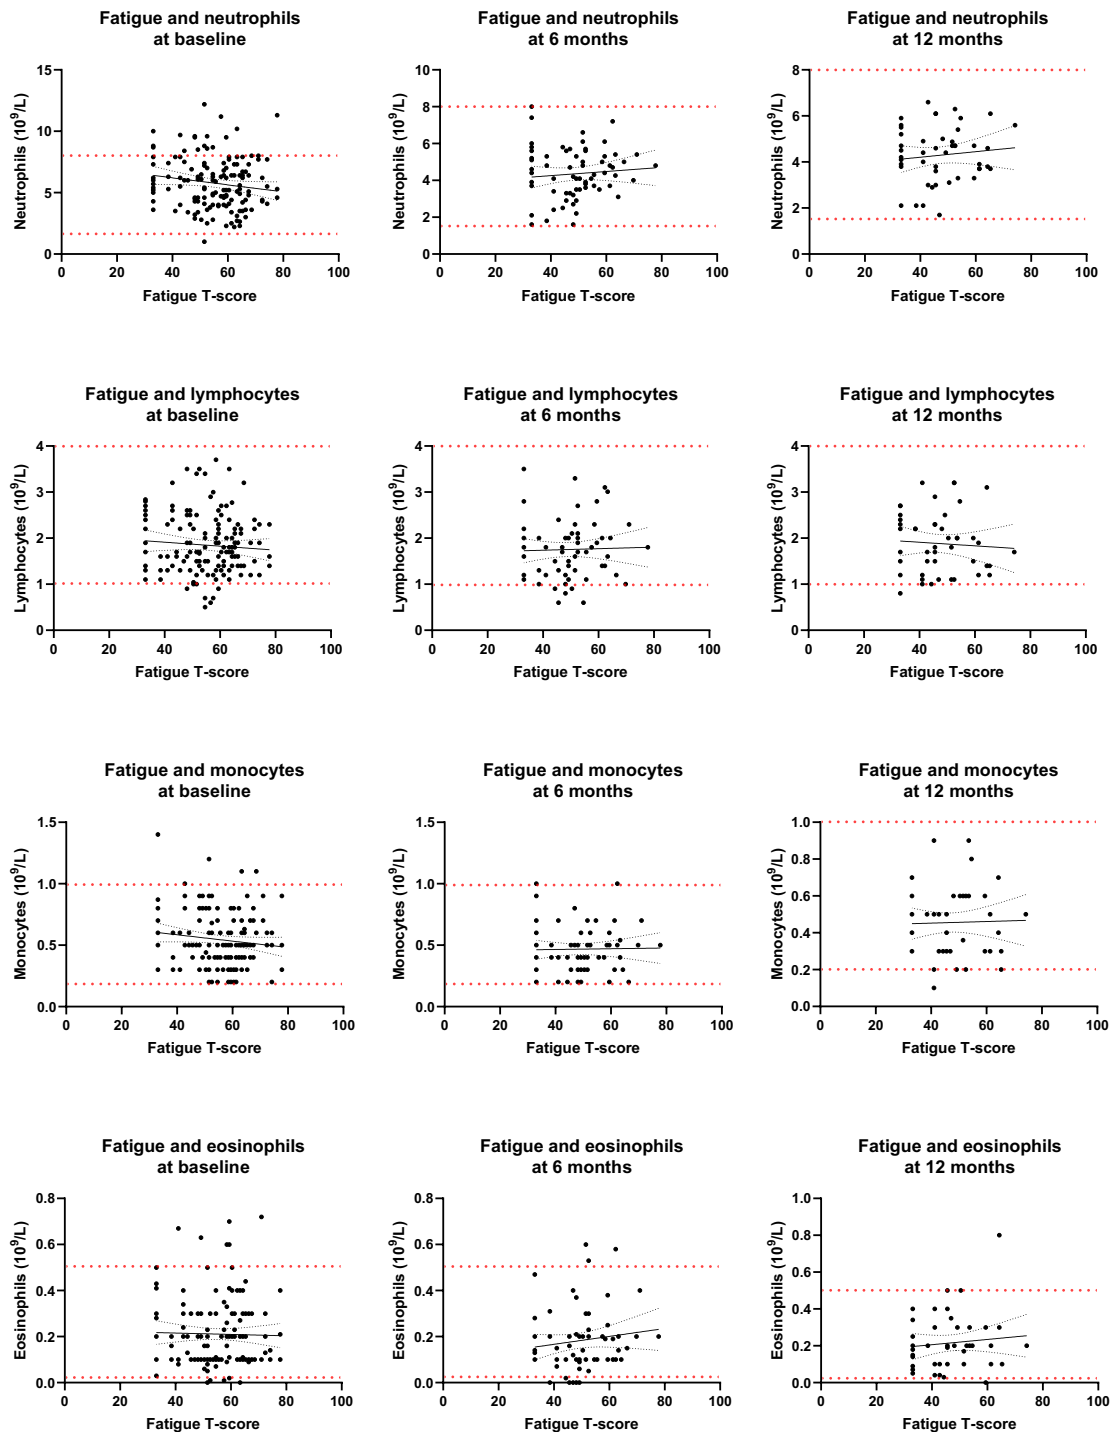 Fatigue and neutrophils
at baseline
Fatigue and neutrophils
at 6 months
Fatigue and neutrophils
at 12 months
Neutrophils (10⁹/L)
15
10
5
0
0 20 40 60 80 100
Fatigue T-score
Neutrophils (10⁹/L)
10
8
6
4
2
0
0 20 40 60 80 100
Fatigue T-score
Neutrophils (10⁹/L)
8
6
4
2
0
0 20 40 60 80 100
Fatigue T-score
Fatigue and lymphocytes
at baseline
Fatigue and lymphocytes
at 6 months
Fatigue and lymphocytes
at 12 months
Lymphocytes (10⁹/L)
4
3
2
1
0
0 20 40 60 80 100
Fatigue T-score
Lymphocytes (10⁹/L)
4
3
2
1
0
0 20 40 60 80 100
Fatigue T-score
Lymphocytes (10⁹/L)
4
3
2
1
0
0 20 40 60 80 100
Fatigue T-score
Fatigue and monocytes
at baseline
Fatigue and monocytes
at 6 months
Fatigue and monocytes
at 12 months
Monocytes (10⁹/L)
1.5
1.0
0.5
0.0
0 20 40 60 80 100
Fatigue T-score
Monocytes (10⁹/L)
1.5
1.0
0.5
0.0
0 20 40 60 80 100
Fatigue T-score
Monocytes (10⁹/L)
1.0
0.8
0.6
0.4
0.2
0.0
0 20 40 60 80 100
Fatigue T-score
Fatigue and eosinophils
at baseline
Fatigue and eosinophils
at 6 months
Fatigue and eosinophils
at 12 months
Eosinophils (10⁹/L)
0.8
0.6
0.4
0.2
0.0
0 20 40 60 80 100
Fatigue T-score
Eosinophils (10⁹/L)
0.8
0.6
0.4
0.2
0.0
0 20 40 60 80 100
Fatigue T-score
Eosinophils (10⁹/L)
1.0
0.8
0.6
0.4
0.2
0.0
0 20 40 60 80 100
Fatigue T-score